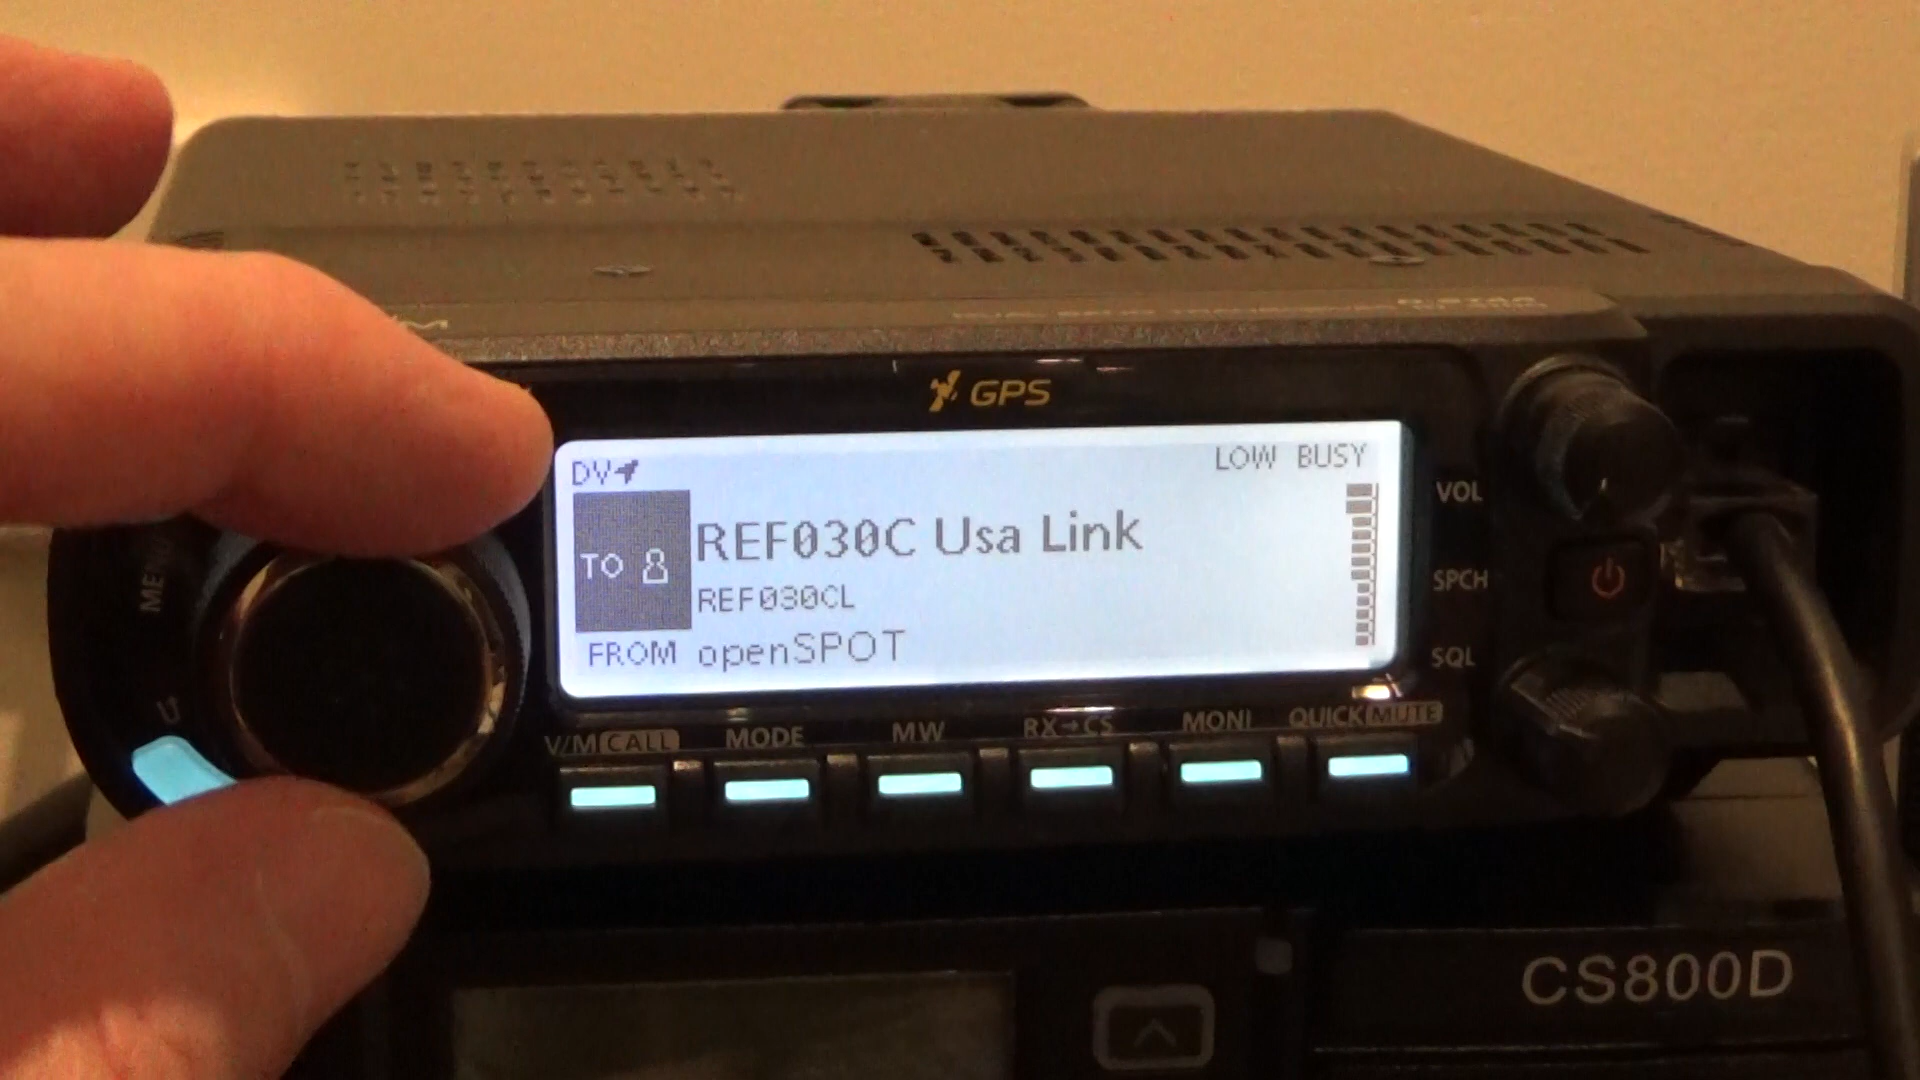 D-STAR
GPS
DV
LOW BUSY
TO REF030C Usa Link
REF030CL
FROM openSPOT
VOL
SPCH
SQL
V/M CALL MODE MW RX→CS MONI QUICK MUTE
CS800D